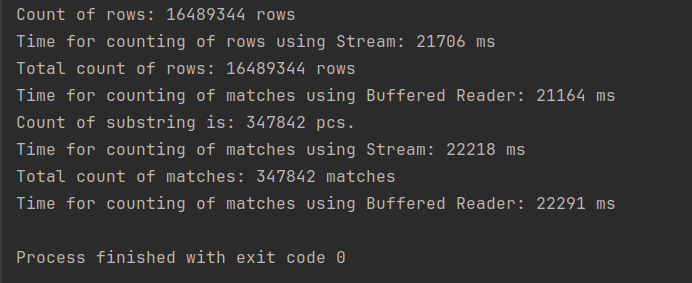 Count of rows: 16489344 rows
Time for counting of rows using Stream: 21706 ms
Total count of rows: 16489344 rows
Time for counting of matches using Buffered Reader: 21164 ms
Count of substring is: 347842 pcs.
Time for counting of matches using Stream: 22218 ms
Total count of matches: 347842 matches
Time for counting of matches using Buffered Reader: 22291 ms
Process finished with exit code 0